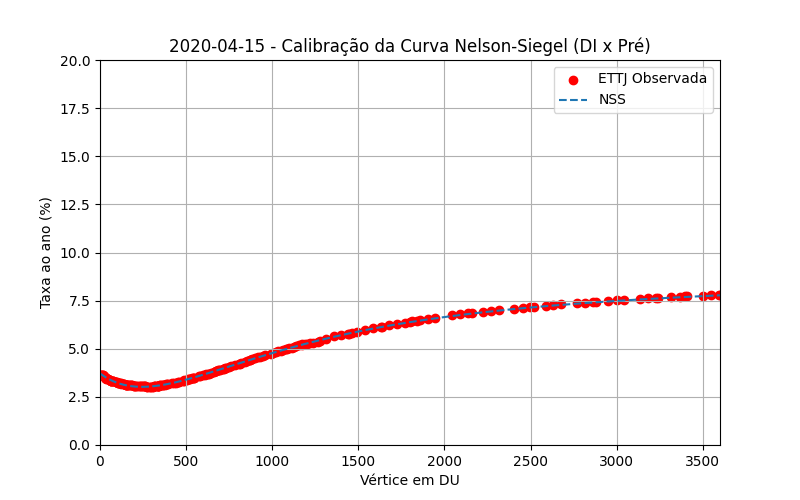 2020-04-15 - Calibração da Curva Nelson-Siegel (DI x Pré)
ETTJ Observada
NSS
Taxa ao ano (%)
20.0
17.5
15.0
12.5
10.0
7.5
5.0
2.5
0.0
0 500 1000 1500 2000 2500 3000 3500
Vértice em DU